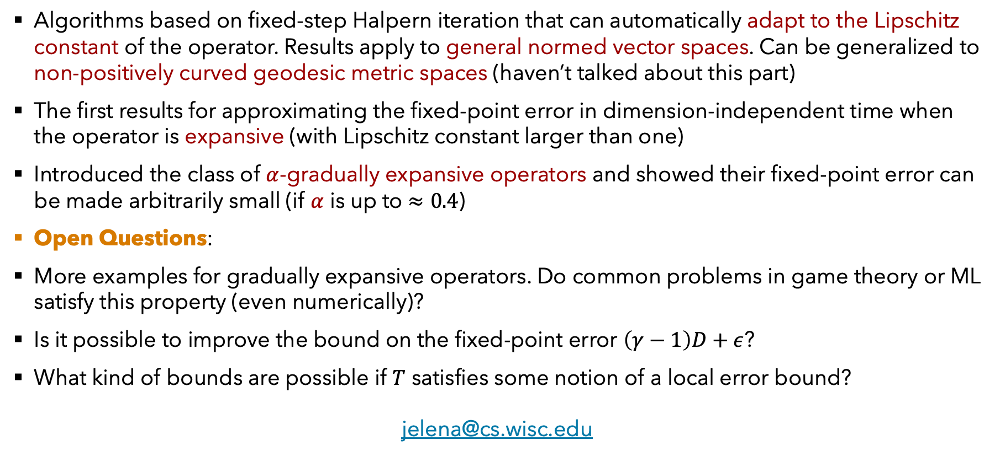 ▪ Algorithms based on fixed-step Halpern iteration that can automatically adapt to the Lipschitz
constant of the operator. Results apply to general normed vector spaces. Can be generalized to
non-positively curved geodesic metric spaces (haven’t talked about this part)
▪ The first results for approximating the fixed-point error in dimension-independent time when
the operator is expansive (with Lipschitz constant larger than one)
▪ Introduced the class of α-gradually expansive operators and showed their fixed-point error can
be made arbitrarily small (if α is up to ≈ 0.4)
▪ Open Questions:
▪ More examples for gradually expansive operators. Do common problems in game theory or ML
satisfy this property (even numerically)?
▪ Is it possible to improve the bound on the fixed-point error (γ − 1)D + ϵ?
▪ What kind of bounds are possible if T satisfies some notion of a local error bound?
jelena@cs.wisc.edu